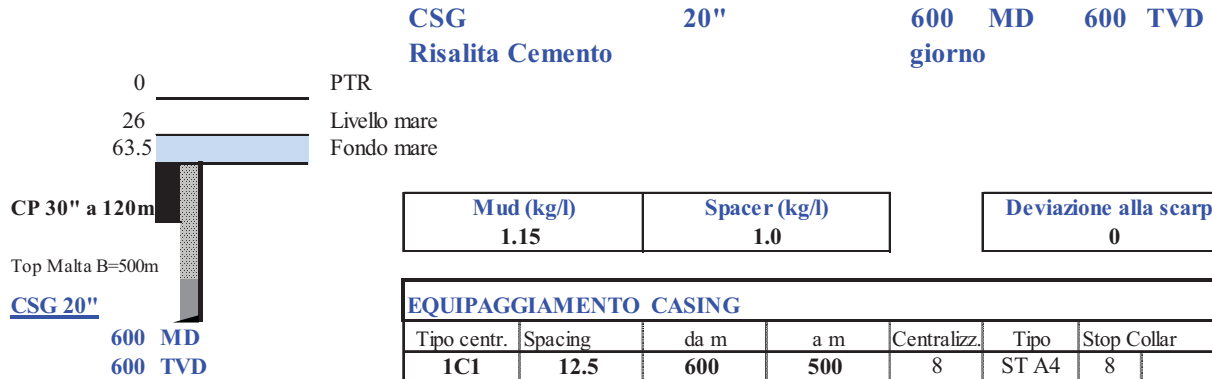 CSG 20" 600 MD 600 TVD
Risalita Cemento giorno
0 PTR
26 Livello mare
63.5 Fondo mare
CP 30" a 120m
Mud (kg/l) Spacer (kg/l) Deviazione alla scarp
1.15 1.0 0
Top Malta B=500m
CSG 20"
EQUIPAGGIAMENTO CASING
600 MD
Tipo centr. Spacing da m a m Centralizz. Tipo Stop Collar
600 TVD
1C1 12.5 600 500 8 ST A4 8